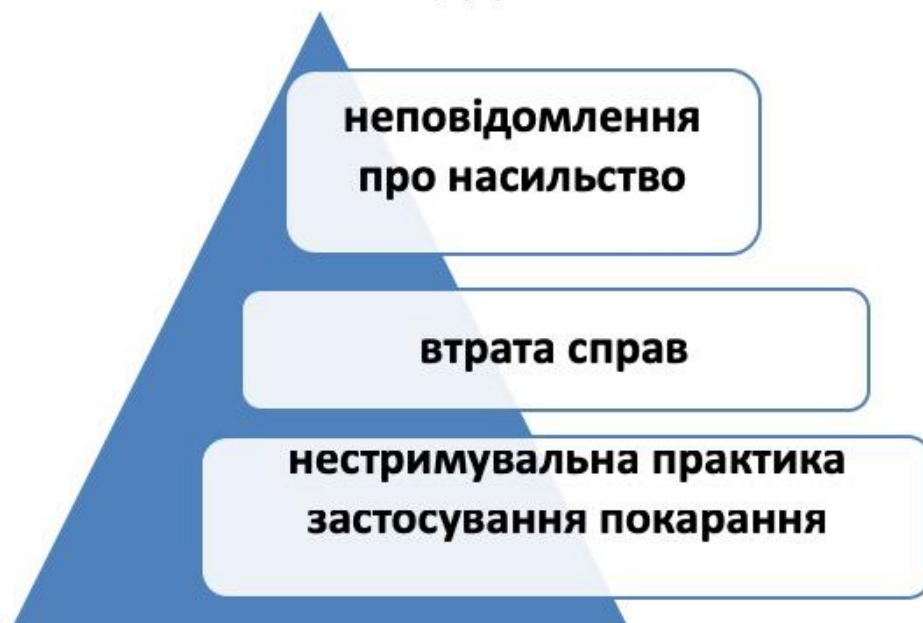 неповідомлення
про насильство
втрата справ
нестримувальна практика
застосування покарання